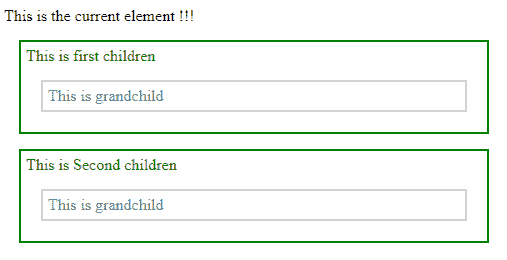 This is the current element !!!
This is first children
This is grandchild
This is Second children
This is grandchild